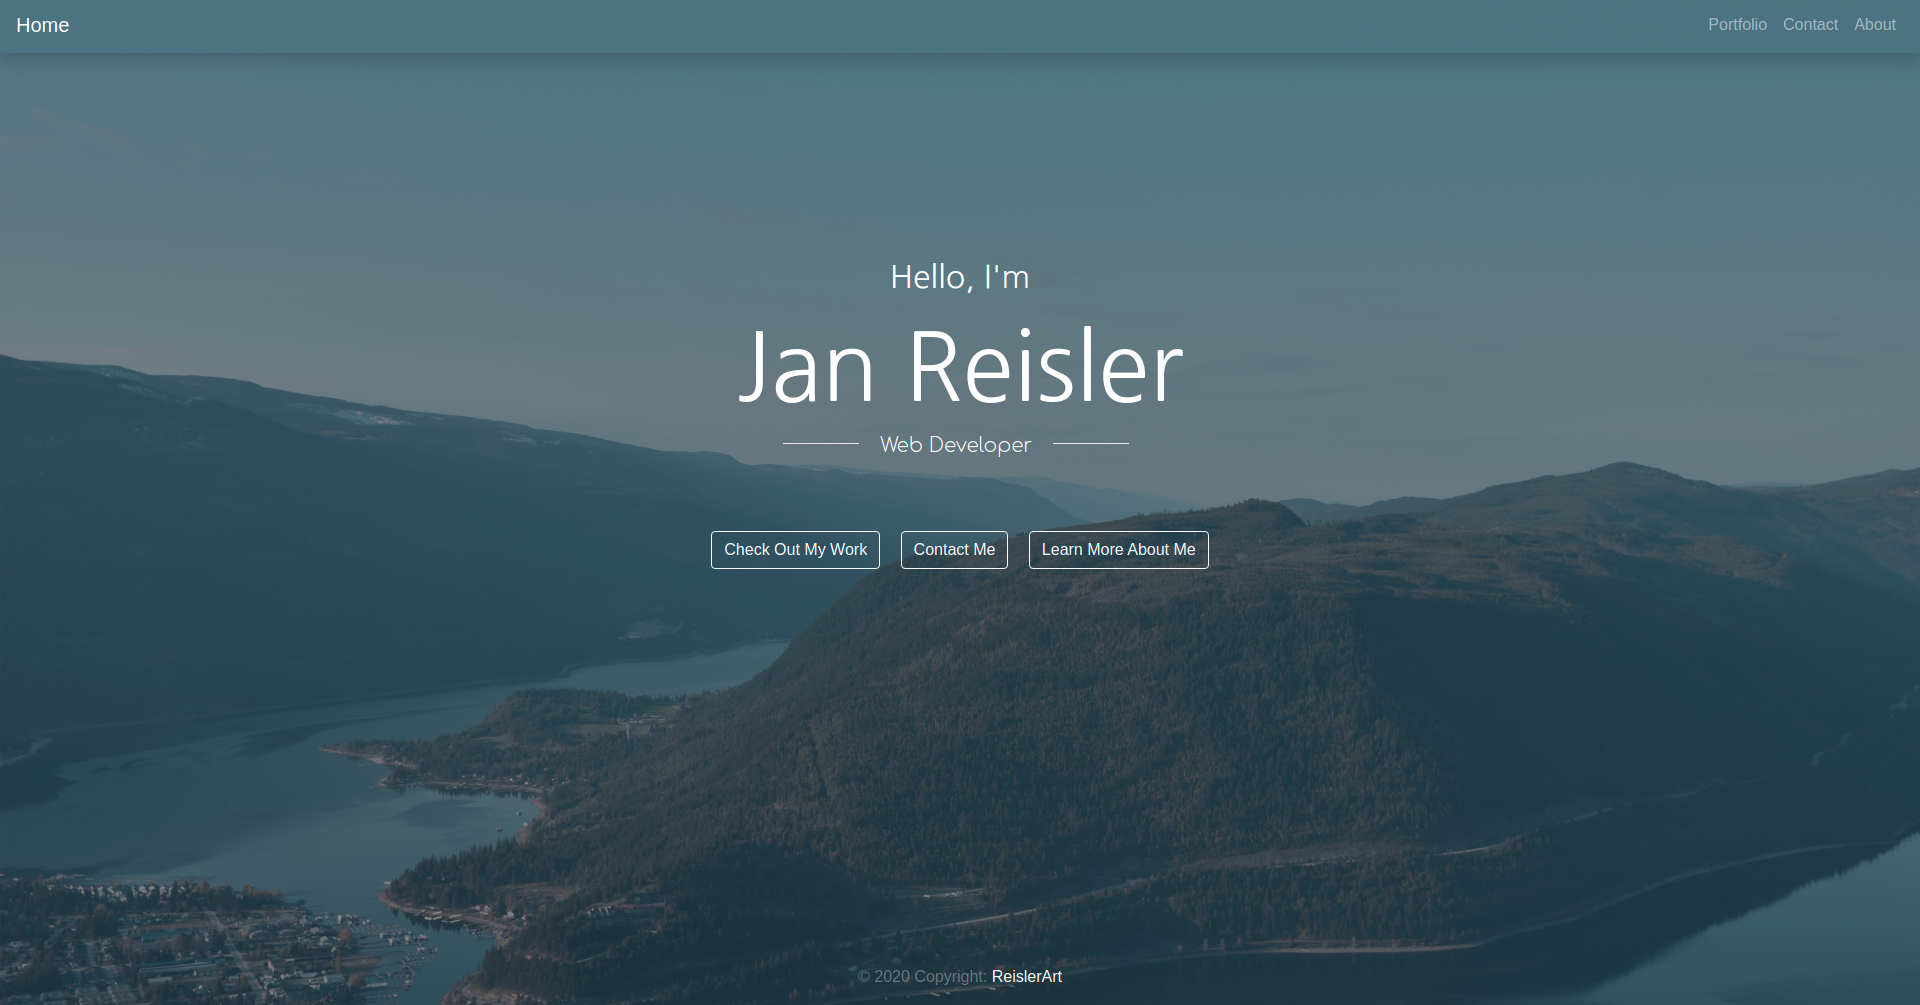 Home
Portfolio Contact About
Hello, I'm
Jan Reisler
Web Developer
Check Out My Work Contact Me Learn More About Me
© 2020 Copyright: ReislerArt